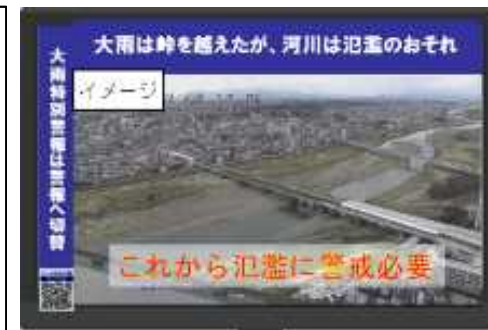 大雨は峠を越えたが、河川は氾濫のおそれ
大雨特別警報は警報へ切替
イメージ
これから氾濫に警戒必要